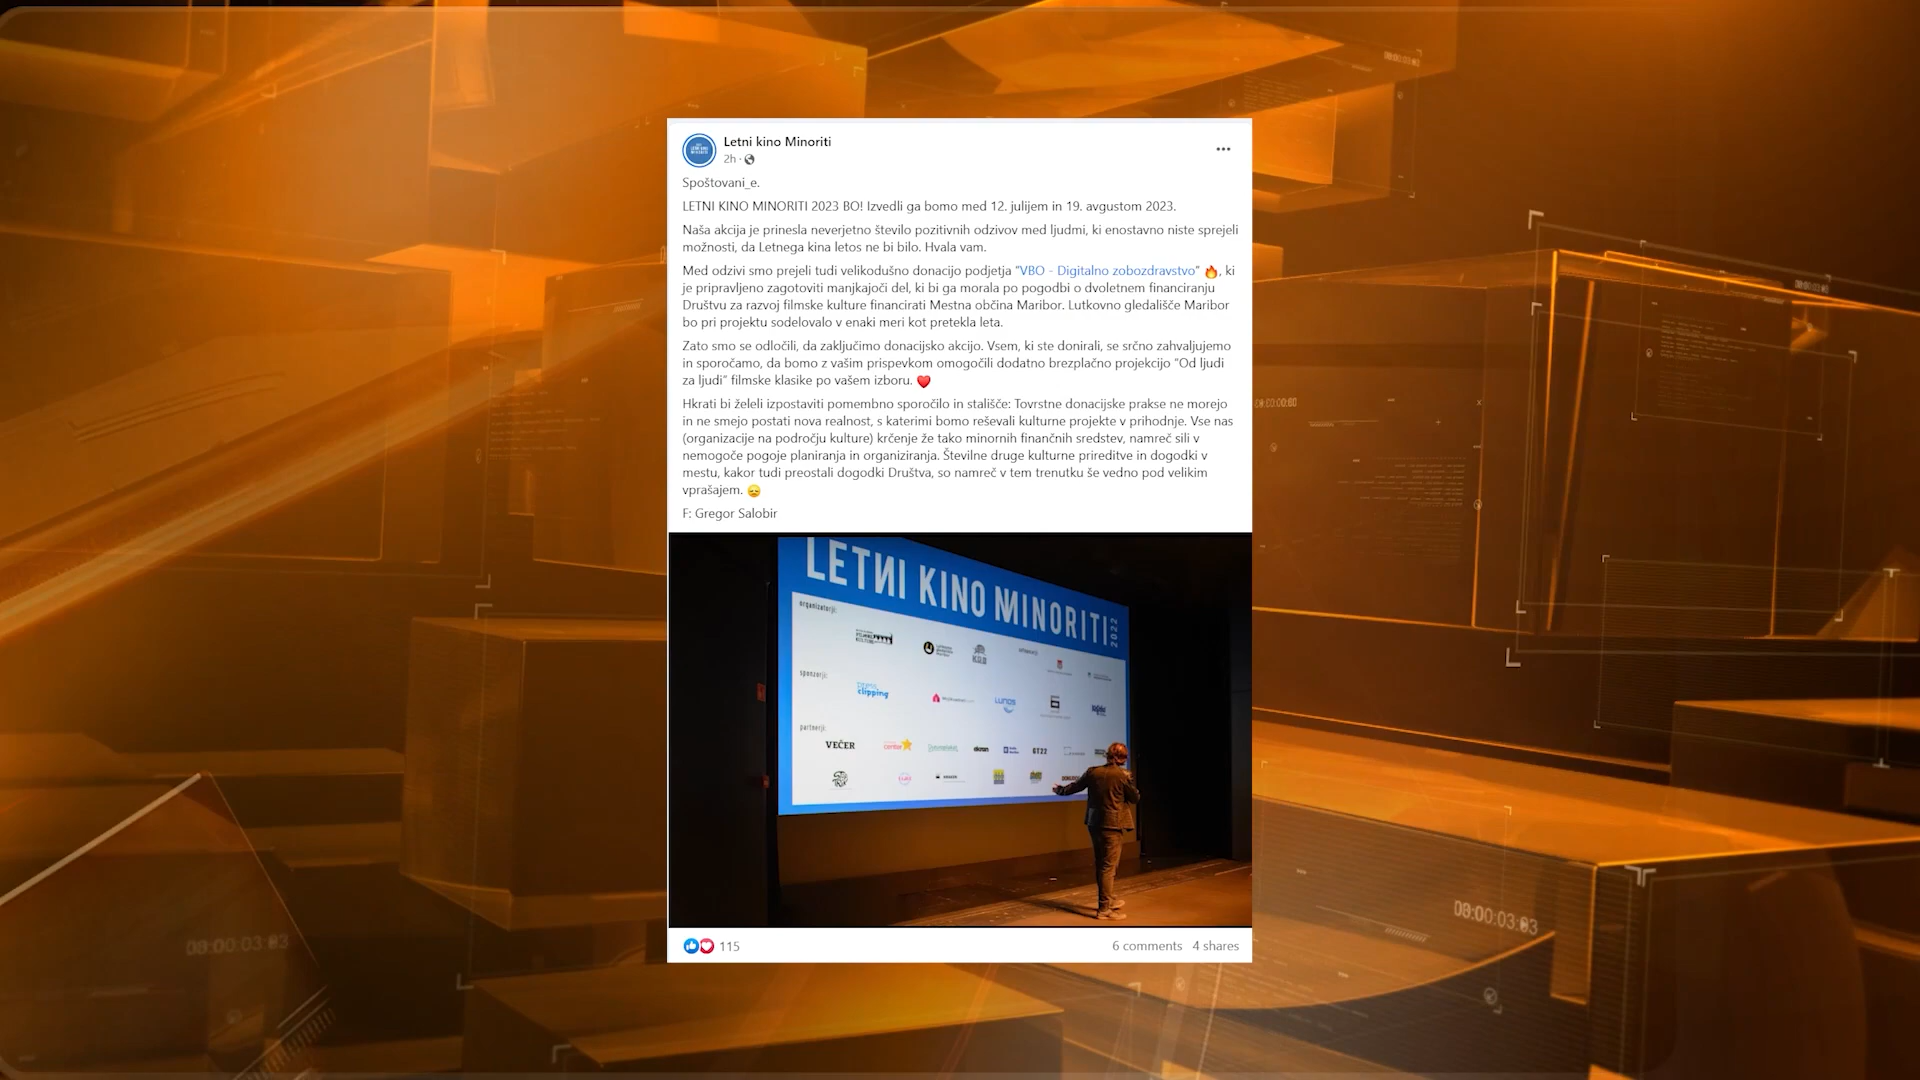 Letni kino Minoriti
2h ·
Spoštovani_e.
LETNI KINO MINORITI 2023 BO! Izvedli ga bomo med 12. julijem in 19. avgustom 2023.
Naša akcija je prinesla neverjetno število pozitivnih odzivov med ljudmi, ki enostavno niste sprejeli
možnosti, da Letnega kina letos ne bi bilo. Hvala vam.
Med odzivi smo prejeli tudi velikodušno donacijo podjetja "VBO - Digitalno zobozdravstvo" 🔥, ki
je pripravljeno zagotoviti manjkajoči del, ki bi ga morala po pogodbi o dvoletnem financiranju
Društvu za razvoj filmske kulture financirati Mestna občina Maribor. Lutkovno gledališče Maribor
bo pri projektu sodelovalo v enaki meri kot pretekla leta.
Zato smo se odločili, da zaključimo donacijsko akcijo. Vsem, ki ste donirali, se srčno zahvaljujemo
in sporočamo, da bomo z vašim prispevkom omogočili dodatno brezplačno projekcijo "Od ljudi
za ljudi" filmske klasike po vašem izboru. ❤️
Hkrati bi želeli izpostaviti pomembno sporočilo in stališče: Tovrstne donacijske prakse ne morejo
in ne smejo postati nova realnost, s katerimi bomo reševali kulturne projekte v prihodnje. Vse nas
(organizacije na področju kulture) krčenje že tako minornih finančnih sredstev, namreč sili v
nemogoče pogoje planiranja in organiziranja. Številne druge kulturne prireditve in dogodki v
mestu, kakor tudi preostali dogodki Društva, so namreč v tem trenutku še vedno pod velikim
vprašajem. 😞
F: Gregor Salobir
LETNI KINO MINORITI 2022
organizatorji:
sponzorji:
clipping
LUNOS
partnerji:
VEČER
center
GT22
115
6 comments 4 shares
00:00:03:03